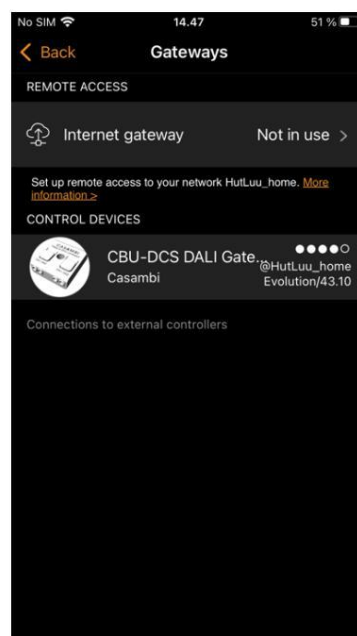 No SIM 14.47 51 %
Back Gateways
REMOTE ACCESS
Internet gateway Not in use >
Set up remote access to your network HutLuu_home. More
information >
CONTROL DEVICES
CBU-DCS DALI Gate...
@HutLuu_home
Casambi
Evolution/43.10
Connections to external controllers